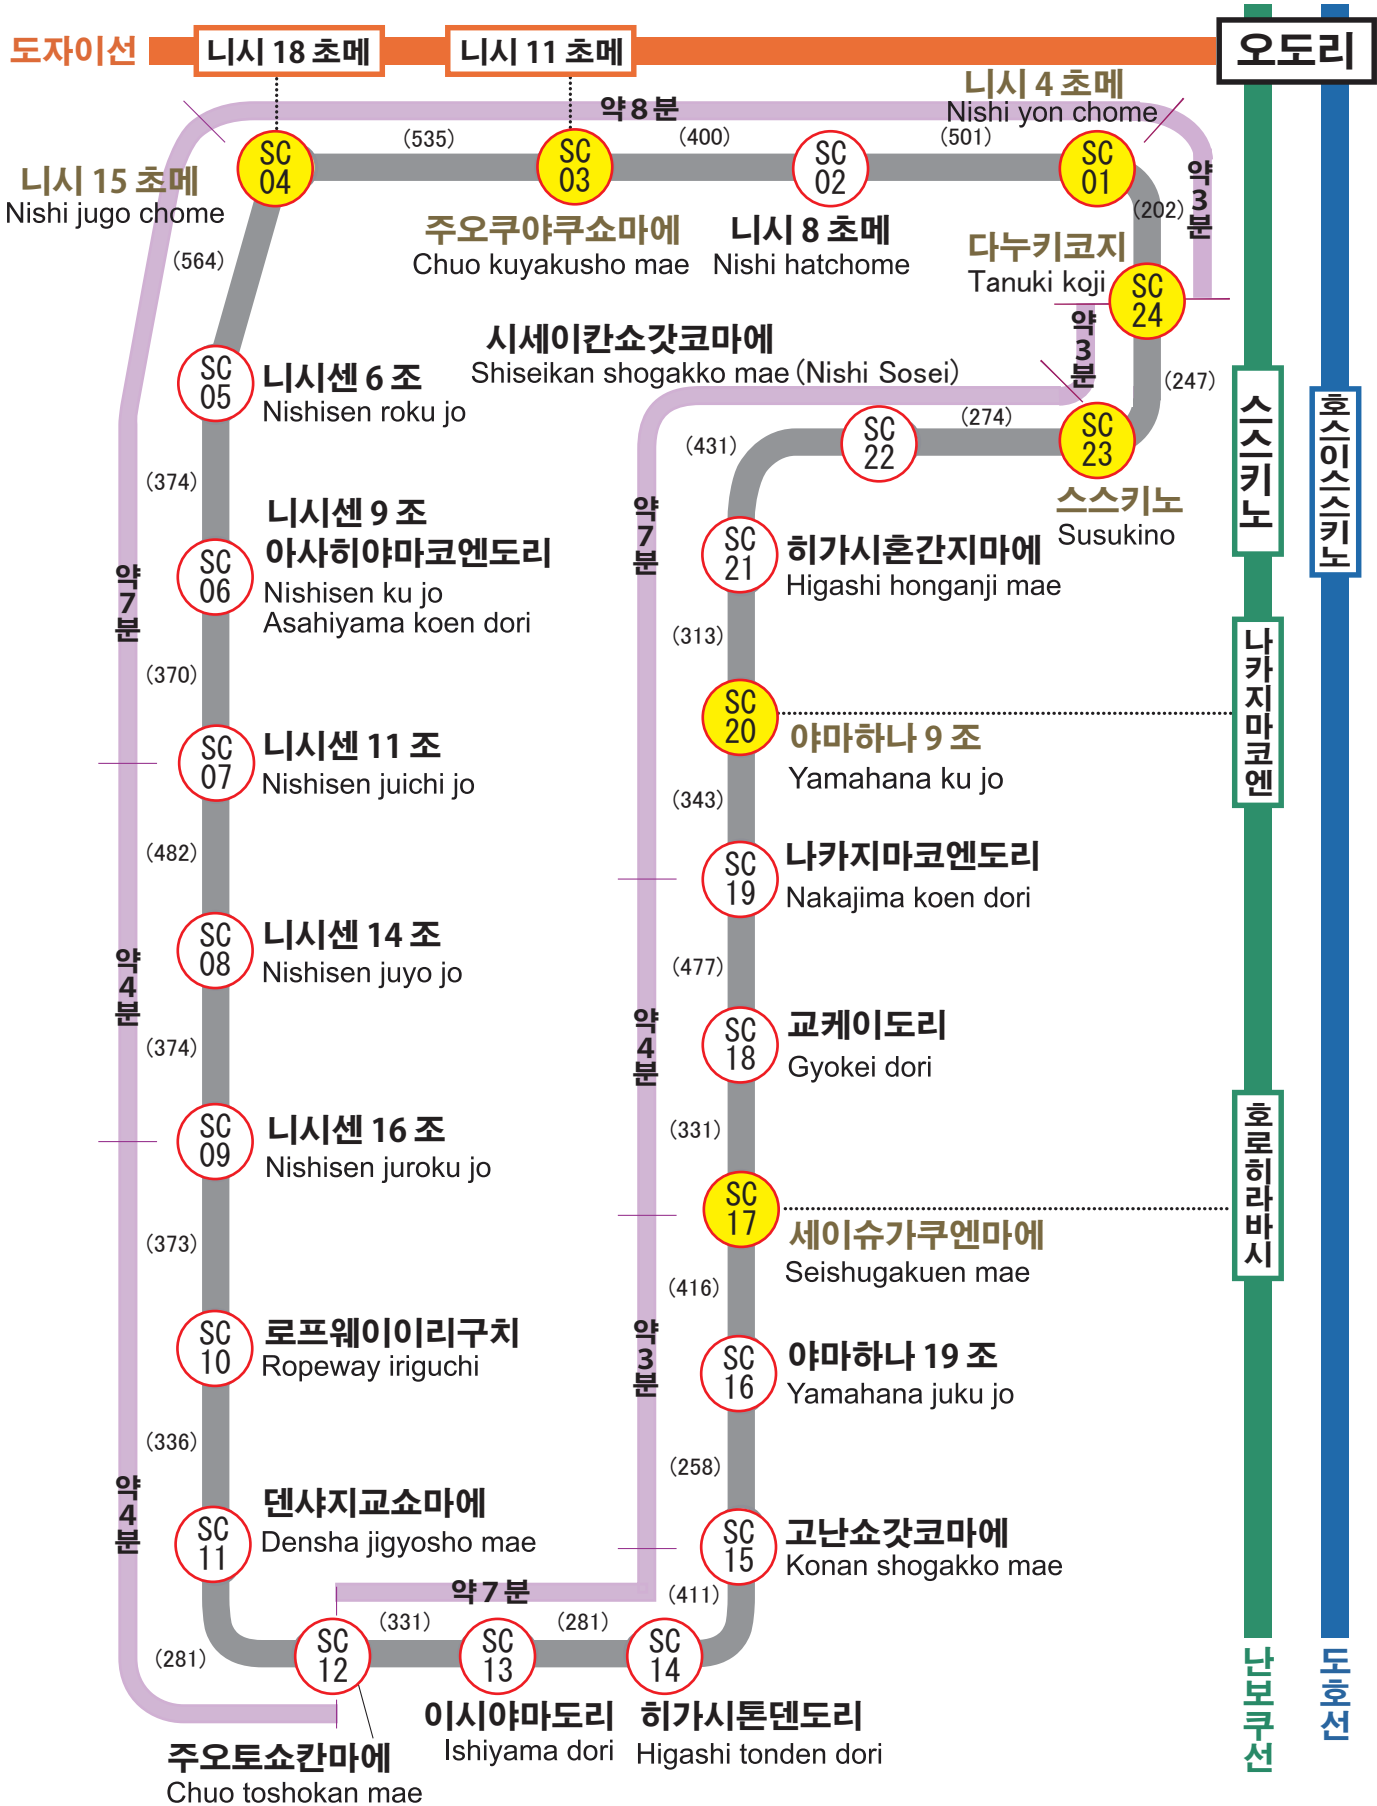 도자이선
니시 18 초메
니시 11 초메
오도리
니시 4 초메
Nishi yon chome
약 8 분
(535)
(400)
(501)
SC
04
SC
03
SC
02
SC
01
니시 15 초메
Nishi jugo chome
주오쿠야쿠쇼마에
Chuo kuyakusho mae
니시 8 초메
Nishi hatchome
(202)
약3분
다누키코지
Tanuki koji
SC
24
(564)
시세이칸쇼갓코마에
Shiseikan shogakko mae (Nishi Sosei)
약3분
(247)
SC
05
니시센 6 조
Nishisen roku jo
(274)
SC
22
SC
23
스스키노
Susukino
(431)
스스키노
호스이스스키노
(374)
니시센 9 조
아사히야마코엔도리
Nishisen ku jo
Asahiyama koen dori
SC
06
약7분
약7분
SC
21
히가시혼간지마에
Higashi honganji mae
(313)
(370)
SC
20
야마하나 9 조
Yamahana ku jo
나카지마코엔
SC
07
니시센 11 조
Nishisen juichi jo
(343)
(482)
SC
19
나카지마코엔도리
Nakajima koen dori
SC
08
니시센 14 조
Nishisen juyo jo
(477)
약4분
약4분
(374)
SC
18
교케이도리
Gyokei dori
SC
09
니시센 16 조
Nishisen juroku jo
(331)
호로히라바시
SC
17
세이슈가쿠엔마에
Seishugakuen mae
(373)
(416)
SC
10
로프웨이이리구치
Ropeway iriguchi
약3분
SC
16
야마하나 19 조
Yamahana juku jo
(336)
(258)
약4분
SC
11
덴샤지교쇼마에
Densha jigyosho mae
SC
15
고난쇼갓코마에
Konan shogakko mae
약 7 분
(411)
(281)
(331)
(281)
SC
12
SC
13
SC
14
이시야마도리
Ishiyama dori
히가시톤덴도리
Higashi tonden dori
주오토쇼칸마에
Chuo toshokan mae
난보쿠선
도호선